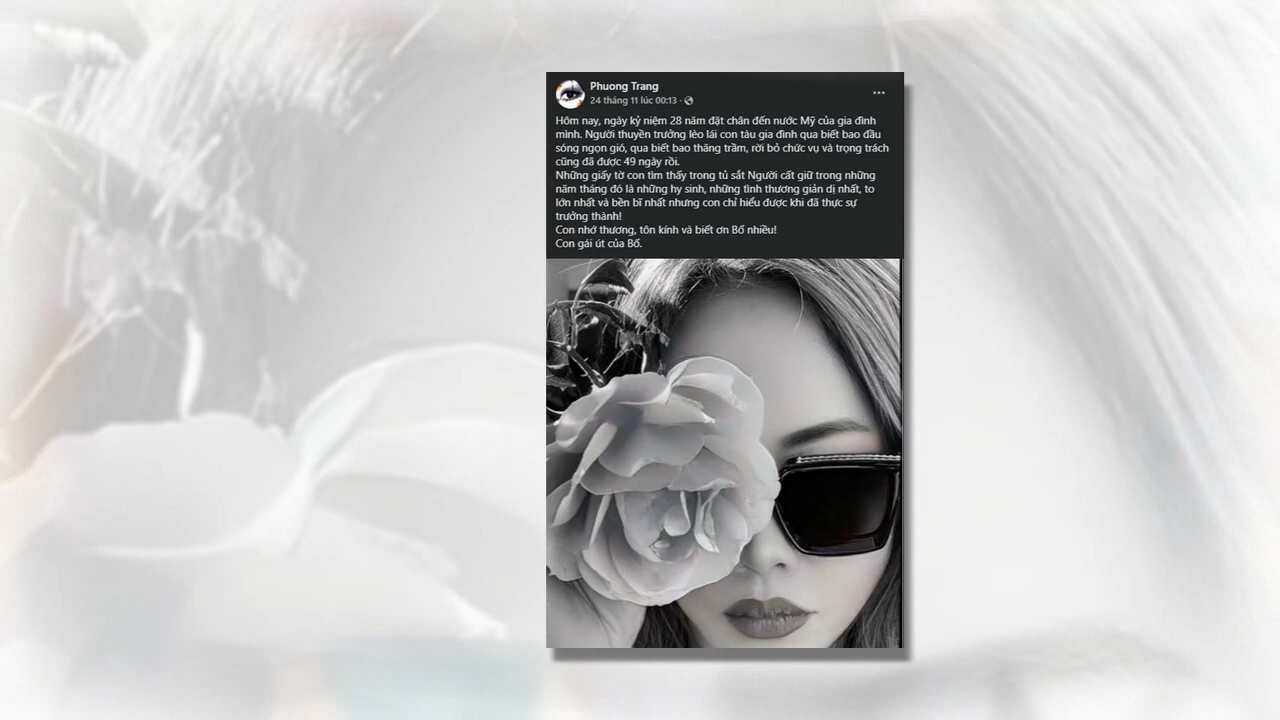 Phuong Trang
24 tháng 11 lúc 00:13 ·
Hôm nay, ngày kỷ niệm 28 năm đặt chân đến nước Mỹ của gia đình
mình. Người thuyền trưởng lèo lái con tàu gia đình qua biết bao đầu
sóng ngọn gió, qua biết bao thăng trầm, rời bỏ chức vụ và trọng trách
cũng đã được 49 ngày rồi.
Những giấy tờ con tìm thấy trong tủ sắt Người cất giữ trong những
năm tháng đó là những hy sinh, những tình thương giản dị nhất, to
lớn nhất và bền bĩ nhất nhưng con chỉ hiểu được khi đã thực sự
trưởng thành!
Con nhớ thương, tôn kính và biết ơn Bố nhiều!
Con gái út của Bố.